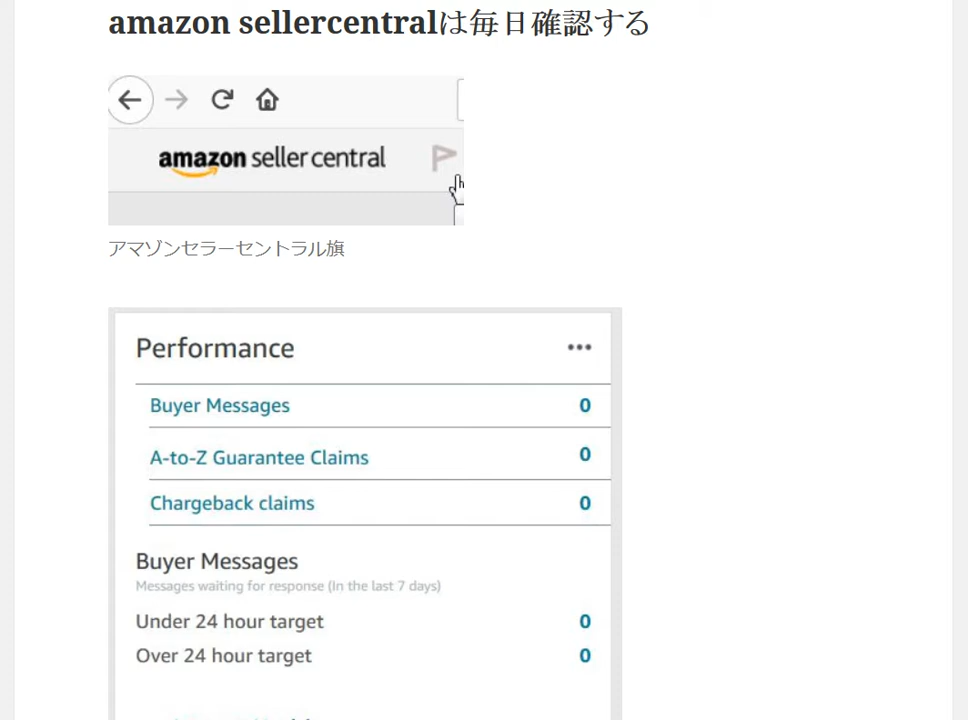 amazon sellercentralは毎日確認する
amazon seller central
アマゾンセラーセントラル旗
Performance
Buyer Messages 0
A-to-Z Guarantee Claims 0
Chargeback claims 0
Buyer Messages
Messages waiting for response (In the last 7 days)
Under 24 hour target 0
Over 24 hour target 0